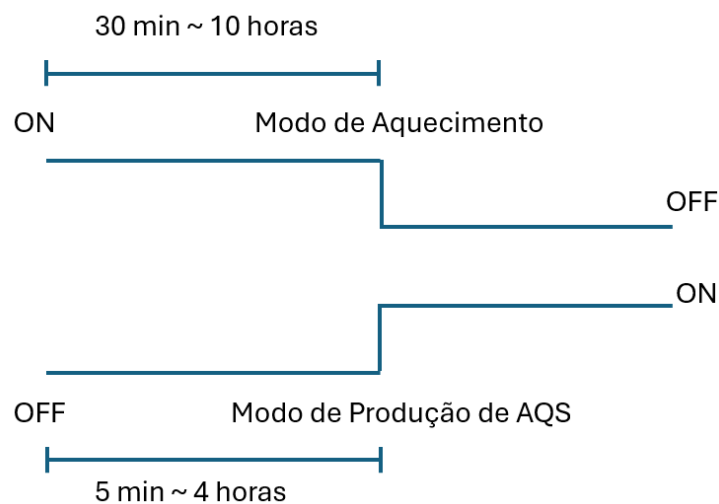 30 min ~ 10 horas
ON
Modo de Aquecimento
OFF
ON
OFF
Modo de Produção de AQS
5 min ~ 4 horas